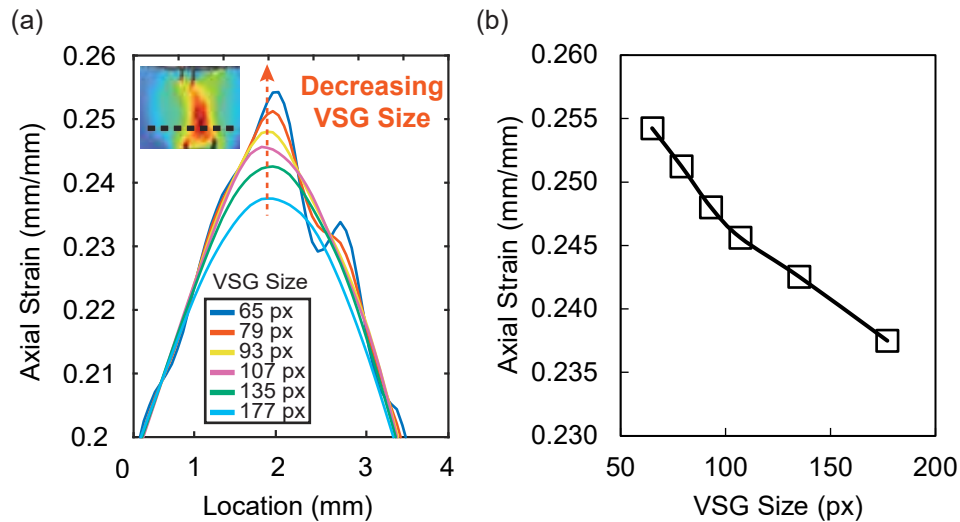 (a)
0.26
0.25
0.24
0.23
0.22
0.21
0.2
Axial Strain (mm/mm)
Decreasing
VSG Size
VSG Size
65 px
79 px
93 px
107 px
135 px
177 px
0 1 2 3 4
Location (mm)
(b)
0.260
0.255
0.250
0.245
0.240
0.235
0.230
Axial Strain (mm/mm)
50 100 150 200
VSG Size (px)